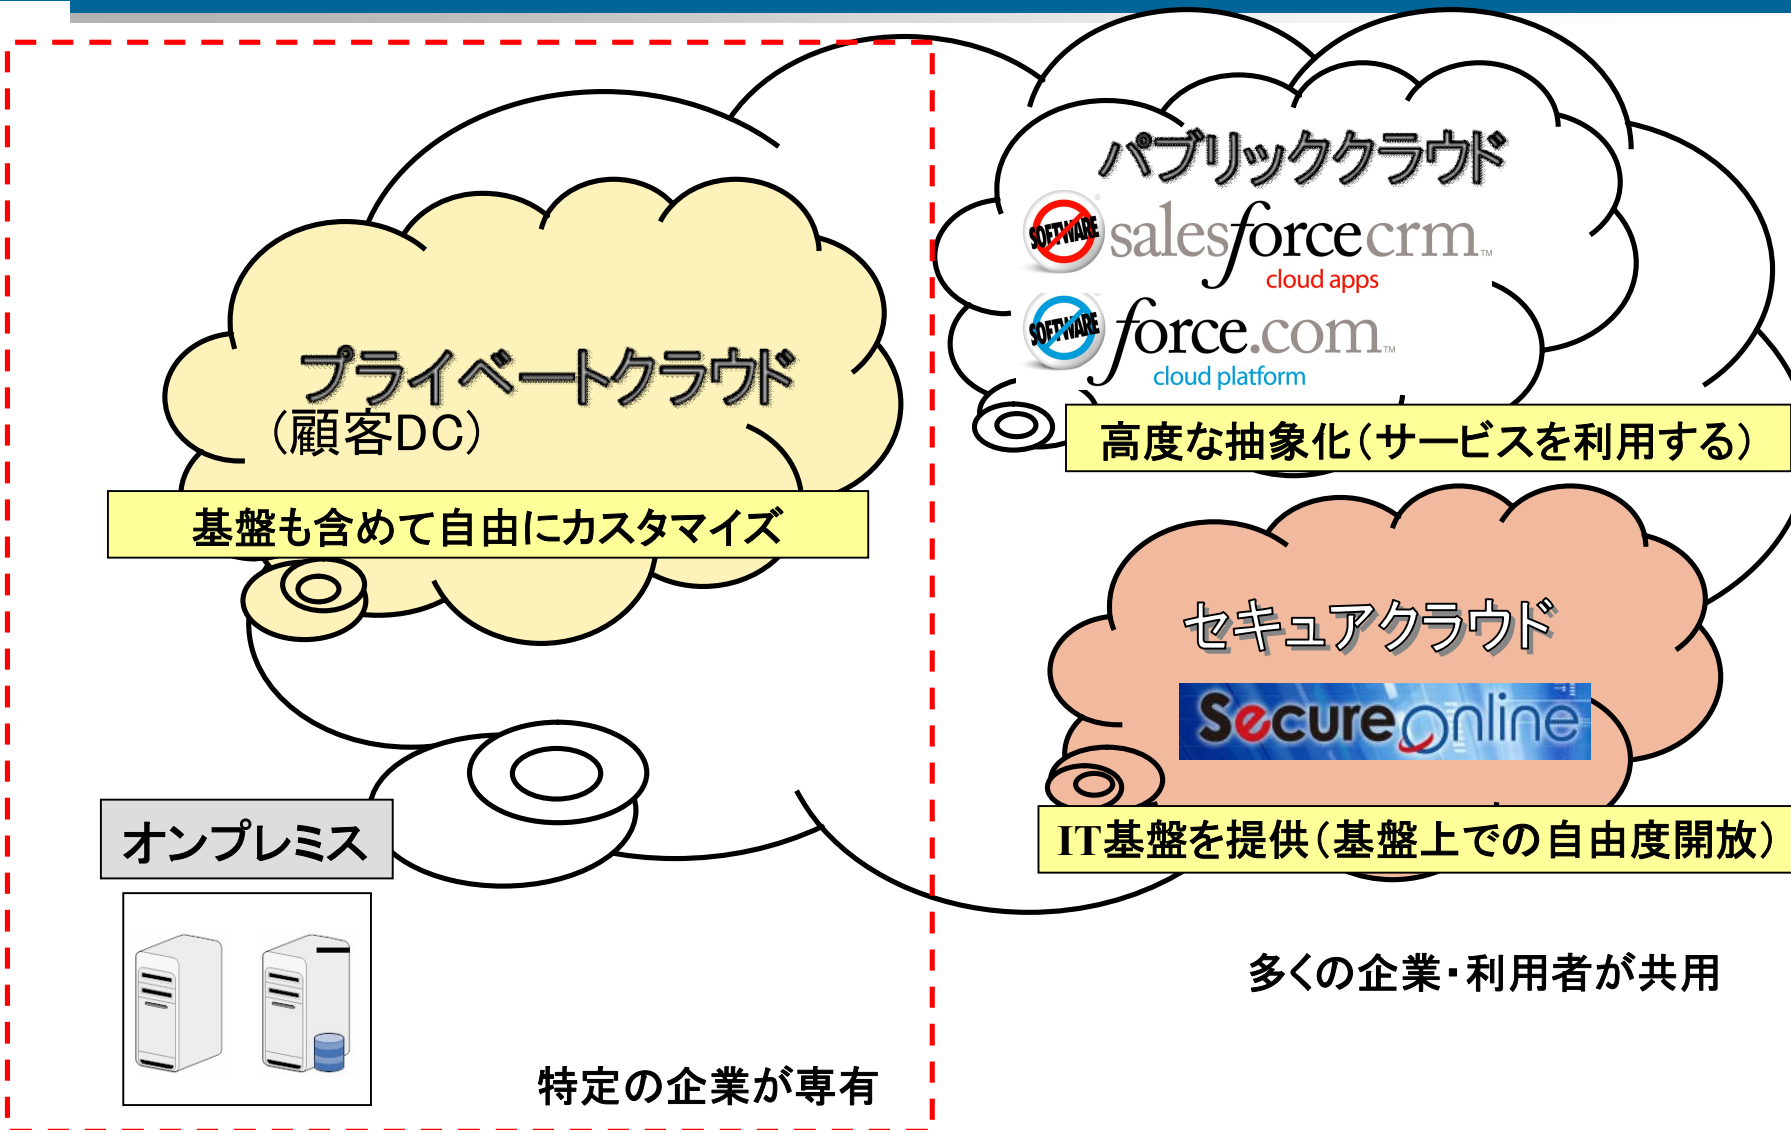 パブリッククラウド
SOFTWARE
salesforcecrm™
cloud apps
SOFTWARE
force.com™
cloud platform
高度な抽象化(サービスを利用する)
プライベートクラウド
(顧客DC)
基盤も含めて自由にカスタマイズ
セキュアクラウド
Secureonline
IT基盤を提供(基盤上での自由度開放)
オンプレミス
多くの企業・利用者が共用
特定の企業が専有